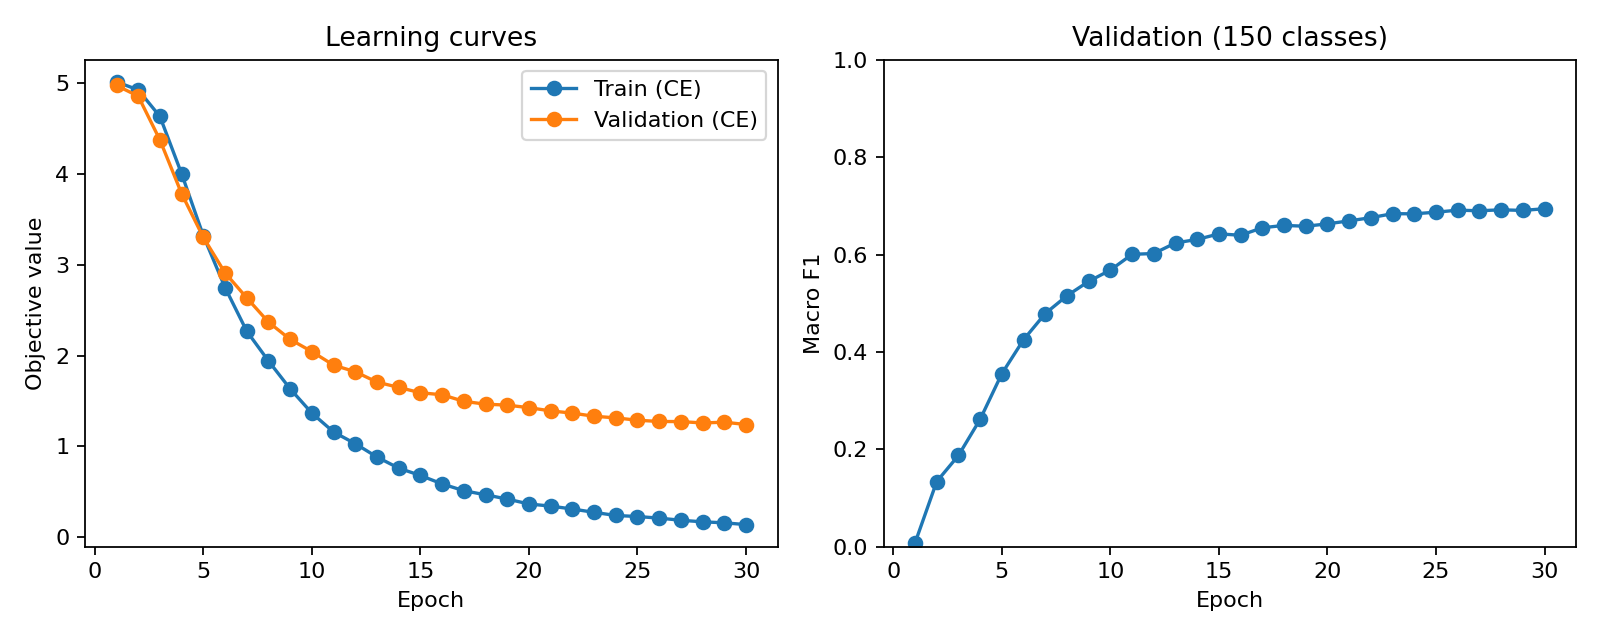 Learning curves
Objective value
5
4
3
2
1
0
Train (CE)
Validation (CE)
0 5 10 15 20 25 30
Epoch
Validation (150 classes)
Macro F1
1.0
0.8
0.6
0.4
0.2
0.0
0 5 10 15 20 25 30
Epoch